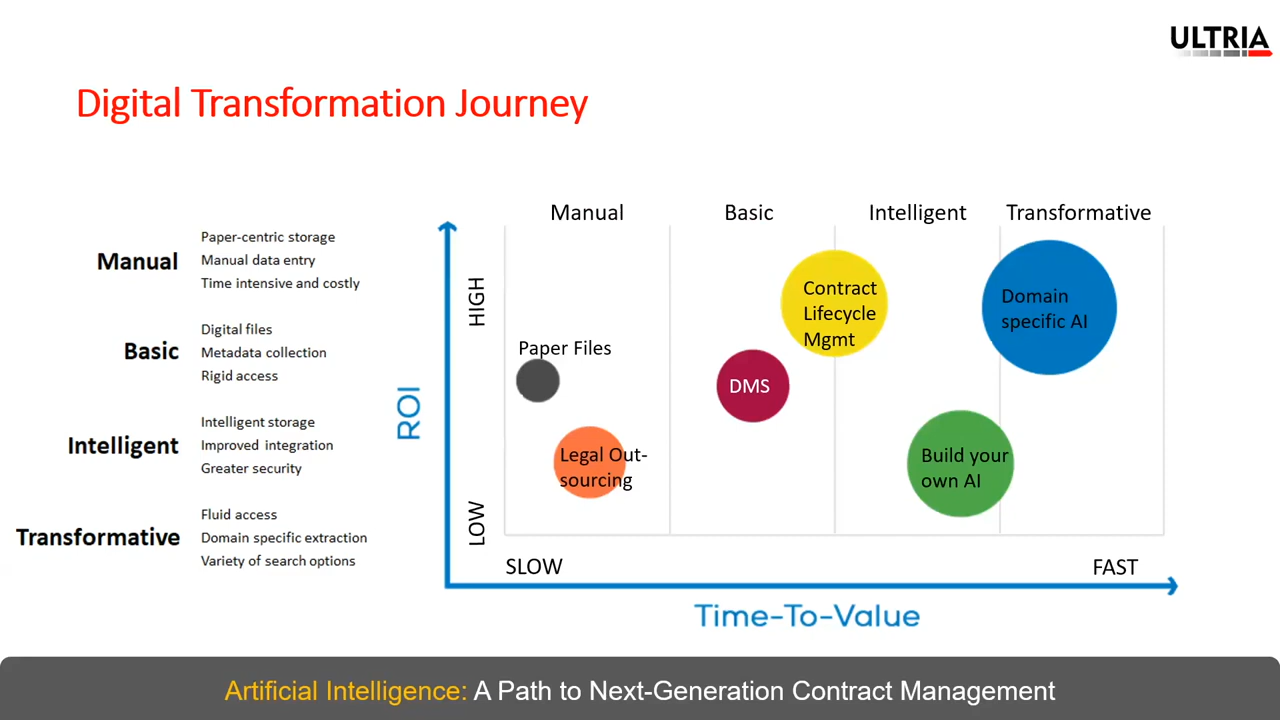 ULTRIA
Digital Transformation Journey
Manual
Paper-centric storage
Manual data entry
Time intensive and costly
Basic
Digital files
Metadata collection
Rigid access
Intelligent
Intelligent storage
Improved integration
Greater security
Transformative
Fluid access
Domain specific extraction
Variety of search options
Manual
Basic
Intelligent
Transformative
ROI
HIGH
LOW
Paper Files
Legal Out-
sourcing
DMS
Contract
Lifecycle
Mgmt
Build your
own AI
Domain
specific AI
SLOW
FAST
Time-To-Value
Artificial Intelligence: A Path to Next-Generation Contract Management